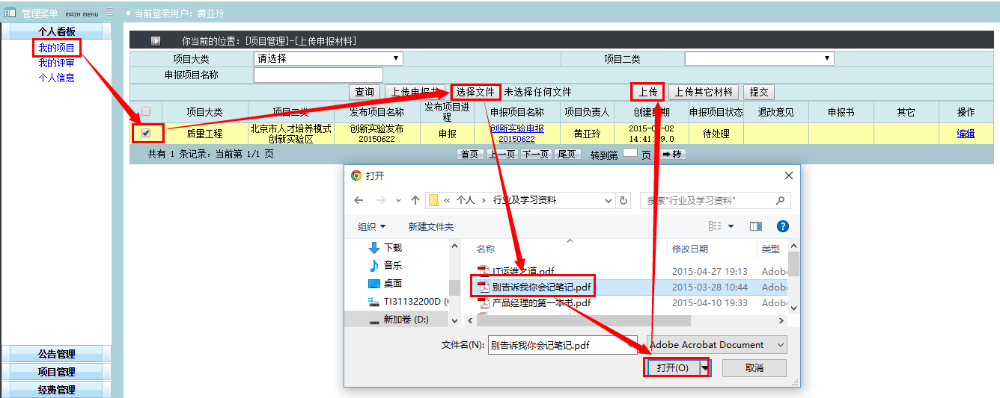 管理菜单 MAIN MENU
当前登录用户：黄亚玲
个人看板
我的项目
我的评审
个人信息
公告管理
项目管理
经费管理
你当前的位置：[项目管理]-[上传申报材料]
项目大类 请选择 项目二类
申报项目名称
查询 上传申报书 选择文件 未选择任何文件 上传 上传其它材料 提交
项目大类 项目二类 发布项目名称 发布项目进程 申报项目名称 项目负责人 创建日期 申报项目状态 退改意见 申报书 其它 操作
质量工程 北京市人才培养模式创新实验区 创新实验发布20150622 申报 创新实验申报20150622 黄亚玲 待处理 编辑
共有 1 条记录，当前第 1/1 页 首页 上一页 下一页 尾页 转到第 页 转
打开
« 个人 › 行业及学习资料 搜索"行业及学习资料"
组织 新建文件夹
下载
音乐
桌面
TI31132200D
新加卷 (D:)
名称 修改日期 类型
IT运维之道.pdf 2015-04-27 19:13 Adobe
别告诉我你会记笔记.pdf 2015-03-28 10:44 Adobe
产品经理的第一本书.pdf 2015-04-10 19:33 Adobe
文件名(N): 别告诉我你会记笔记.pdf Adobe Acrobat Document
打开(O) 取消